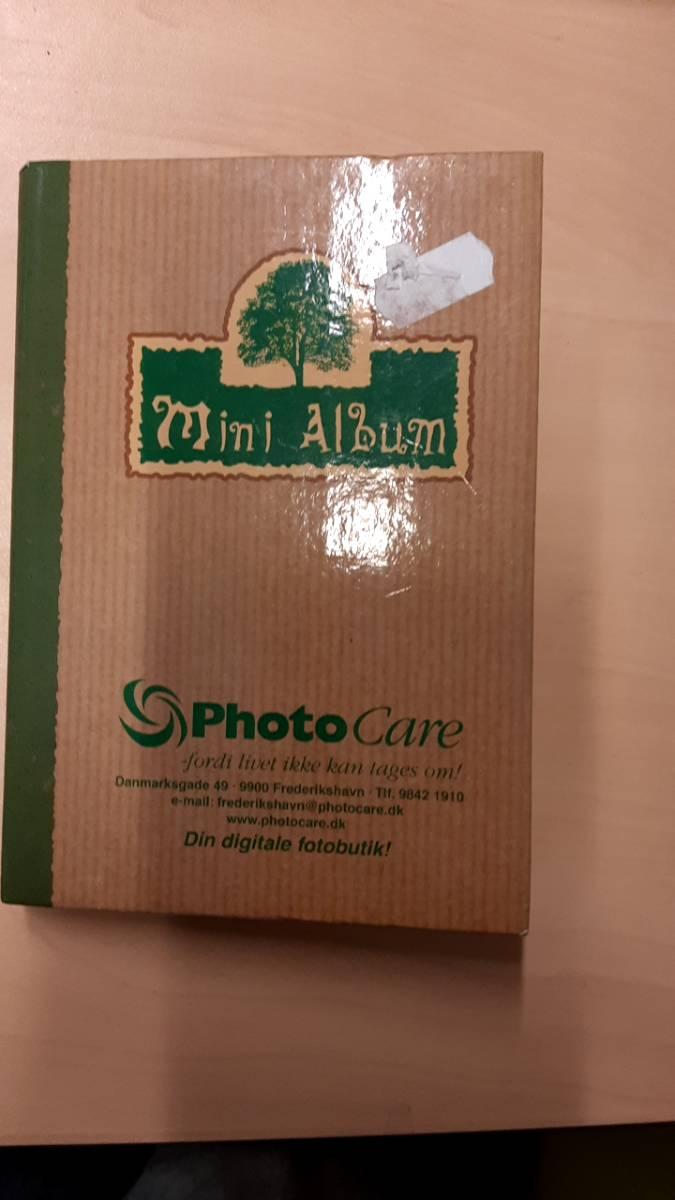 Mini Album
PhotoCare
-fordi livet ikke kan tages om!
Danmarksgade 49 · 9900 Frederikshavn · Tlf. 9842 1910
e-mail: frederikshavn@photocare.dk
www.photocare.dk
Din digitale fotobutik!